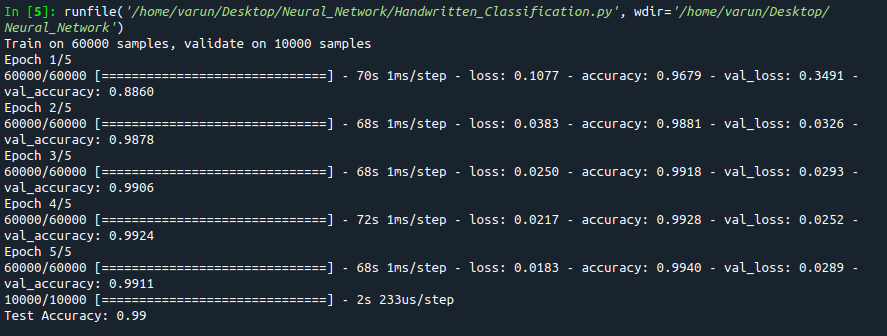 In [5]: runfile('/home/varun/Desktop/Neural_Network/Handwritten_Classification.py', wdir='/home/varun/Desktop/
Neural_Network')
Train on 60000 samples, validate on 10000 samples
Epoch 1/5
60000/60000 [==============================] - 70s 1ms/step - loss: 0.1077 - accuracy: 0.9679 - val_loss: 0.3491 -
val_accuracy: 0.8860
Epoch 2/5
60000/60000 [==============================] - 68s 1ms/step - loss: 0.0383 - accuracy: 0.9881 - val_loss: 0.0326 -
val_accuracy: 0.9878
Epoch 3/5
60000/60000 [==============================] - 68s 1ms/step - loss: 0.0250 - accuracy: 0.9918 - val_loss: 0.0293 -
val_accuracy: 0.9906
Epoch 4/5
60000/60000 [==============================] - 72s 1ms/step - loss: 0.0217 - accuracy: 0.9928 - val_loss: 0.0252 -
val_accuracy: 0.9924
Epoch 5/5
60000/60000 [==============================] - 68s 1ms/step - loss: 0.0183 - accuracy: 0.9940 - val_loss: 0.0289 -
val_accuracy: 0.9911
10000/10000 [==============================] - 2s 233us/step
Test Accuracy: 0.99